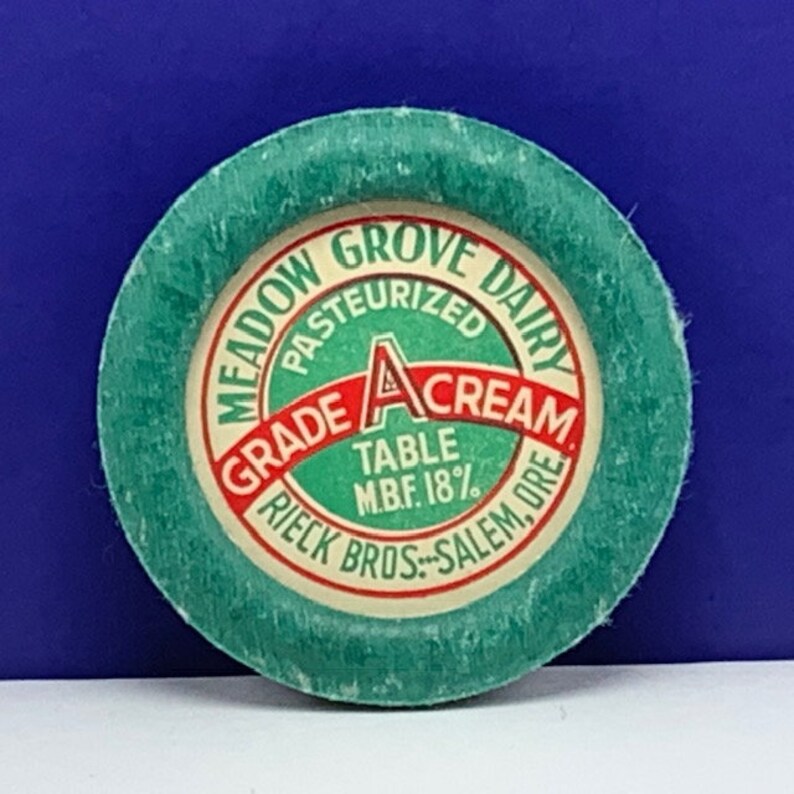 MEADOW GROVE DAIRY
PASTEURIZED
GRADE A CREAM.
TABLE
M.B.F. 18%
RIECK BROS.--SALEM, ORE.